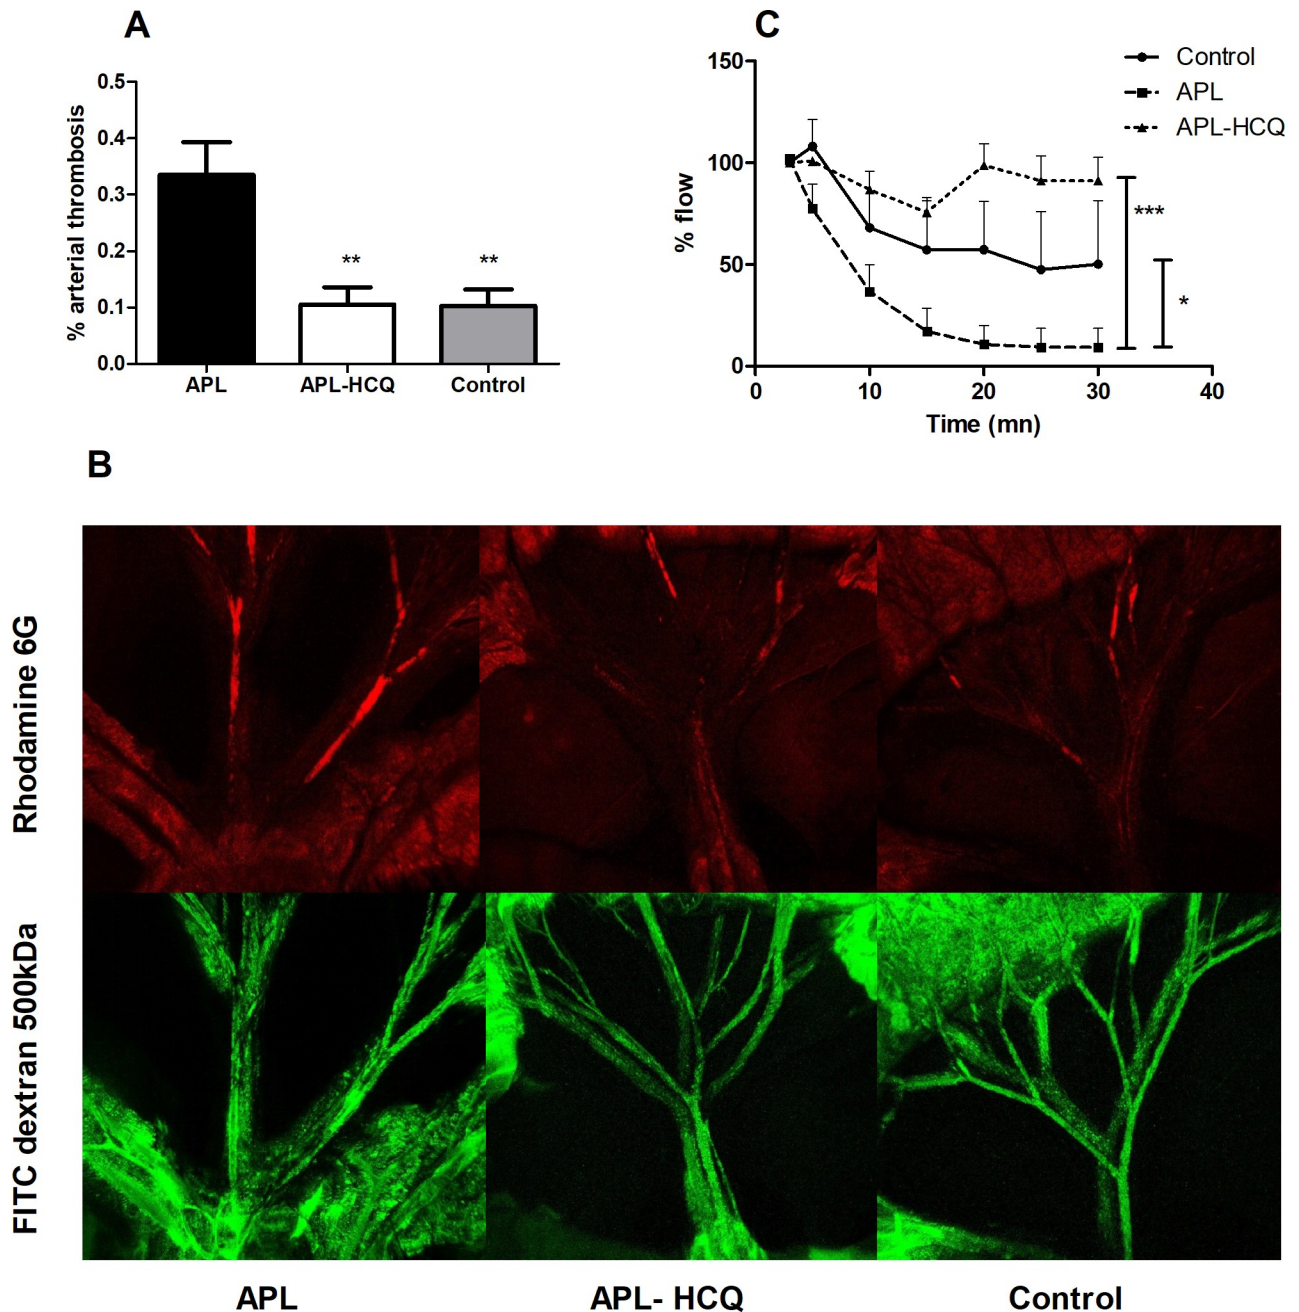 A
% arterial thrombosis
0.5
0.4
0.3
0.2
0.1
0.0
** **
APL APL-HCQ Control
C
% flow
150
100
50
0
0 10 20 30 40
Time (mn)
Control
APL
APL-HCQ
***
*
B
Rhodamine 6G
FITC dextran 500kDa
APL APL- HCQ Control